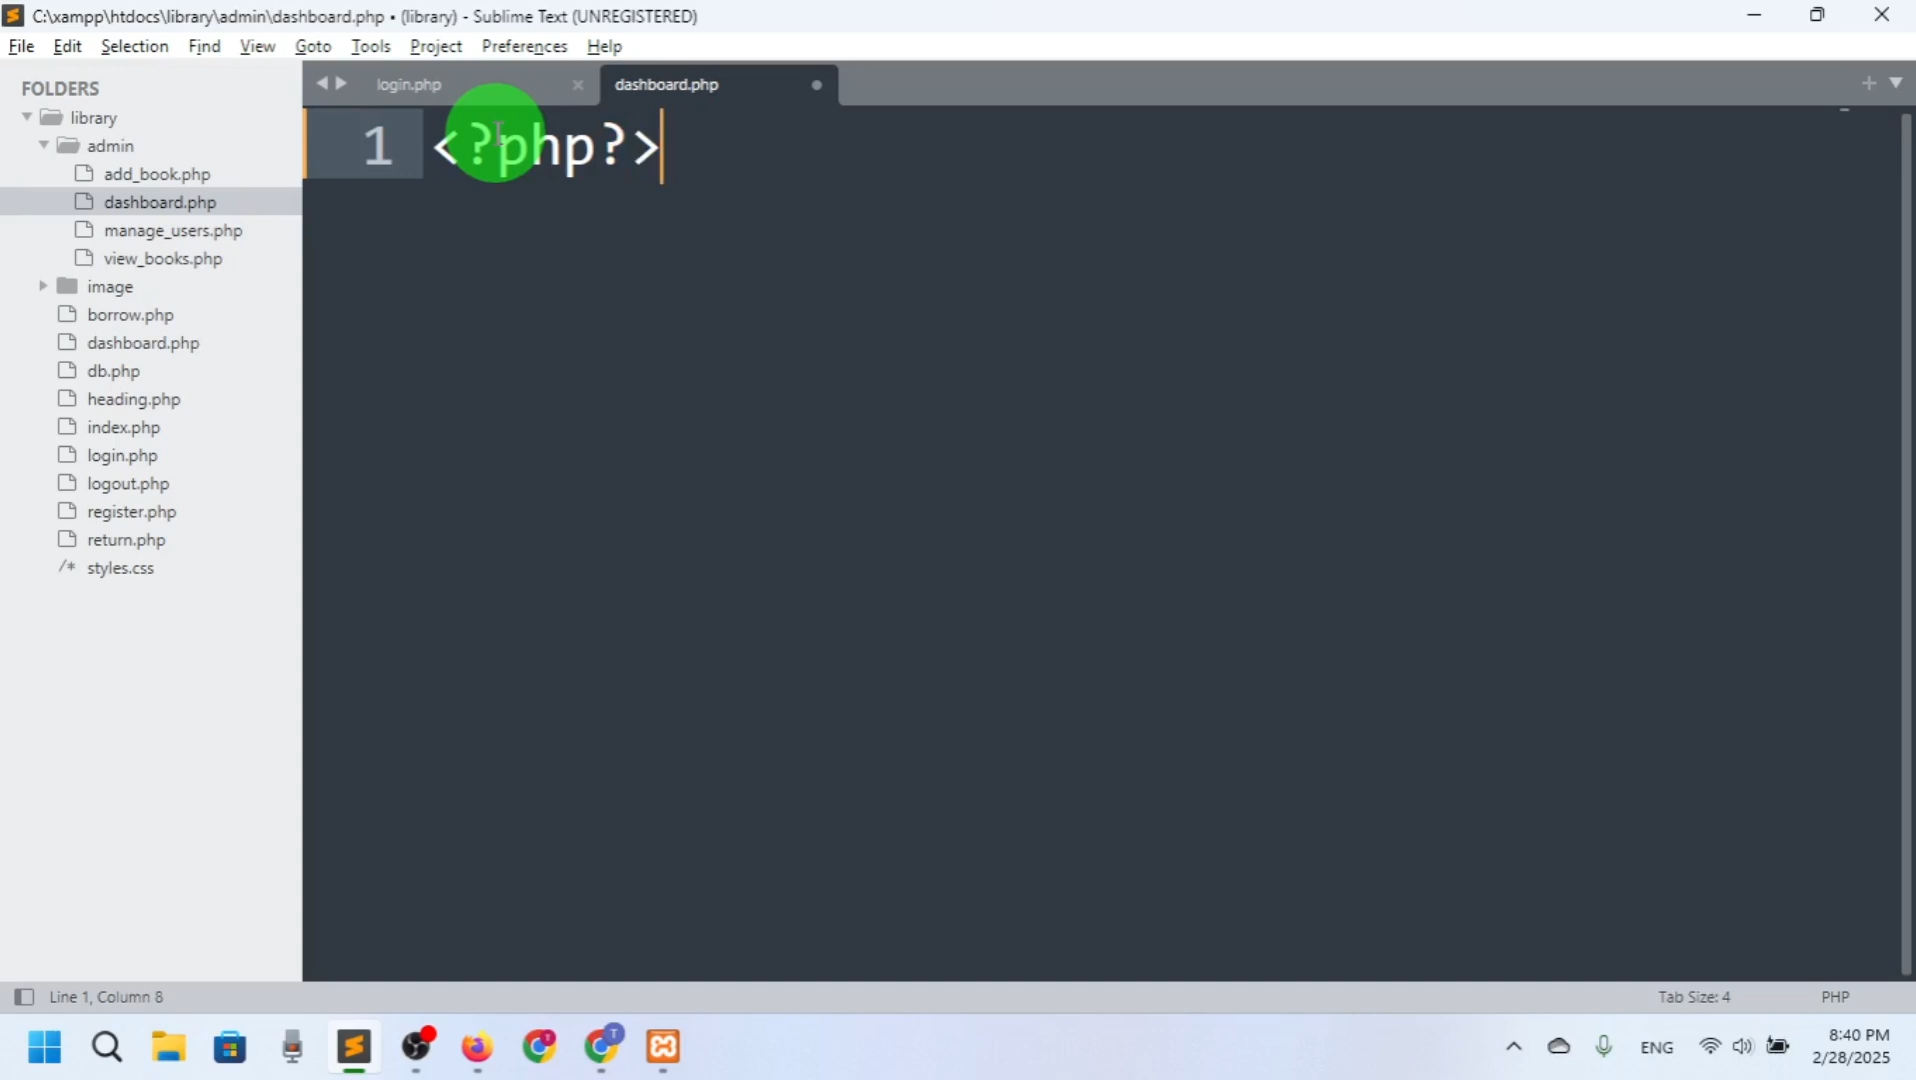 C:\xampp\htdocs\library\admin\dashboard.php • (library) - Sublime Text (UNREGISTERED)
File Edit Selection Find View Goto Tools Project Preferences Help
FOLDERS
library
admin
add_book.php
dashboard.php
manage_users.php
view_books.php
image
borrow.php
dashboard.php
db.php
heading.php
index.php
login.php
logout.php
register.php
return.php
/* styles.css
login.php
dashboard.php
1 <?php?>
Line 1, Column 8
Tab Size: 4
PHP
ENG
8:40 PM
2/28/2025